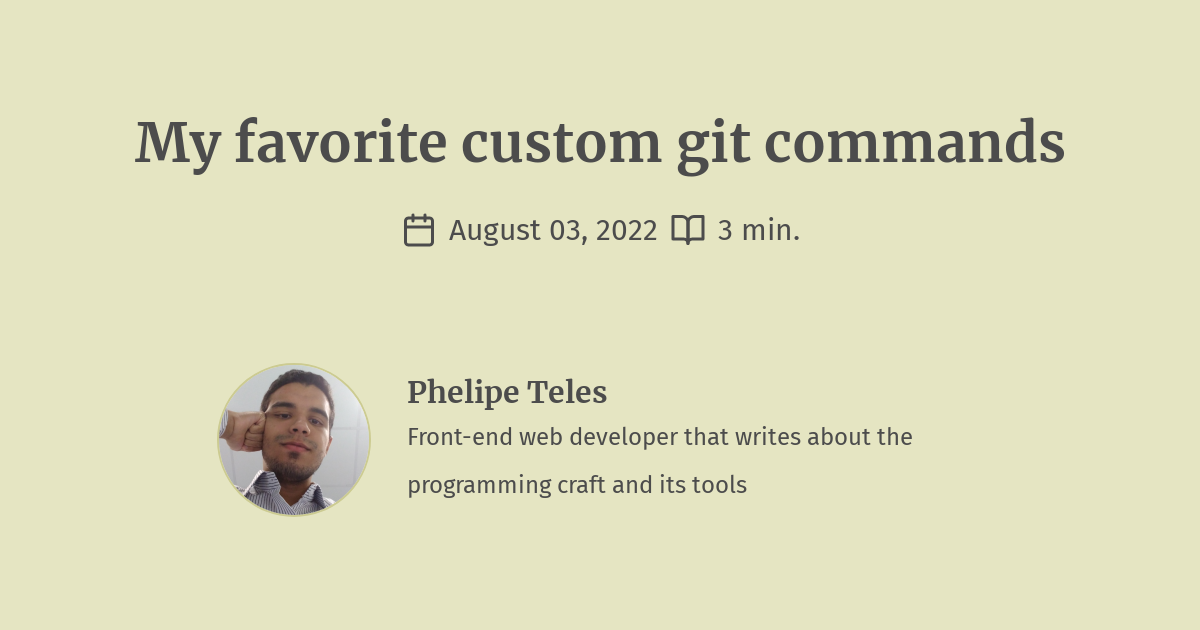 My favorite custom git commands
August 03, 2022 3 min.
Phelipe Teles
Front-end web developer that writes about the
programming craft and its tools